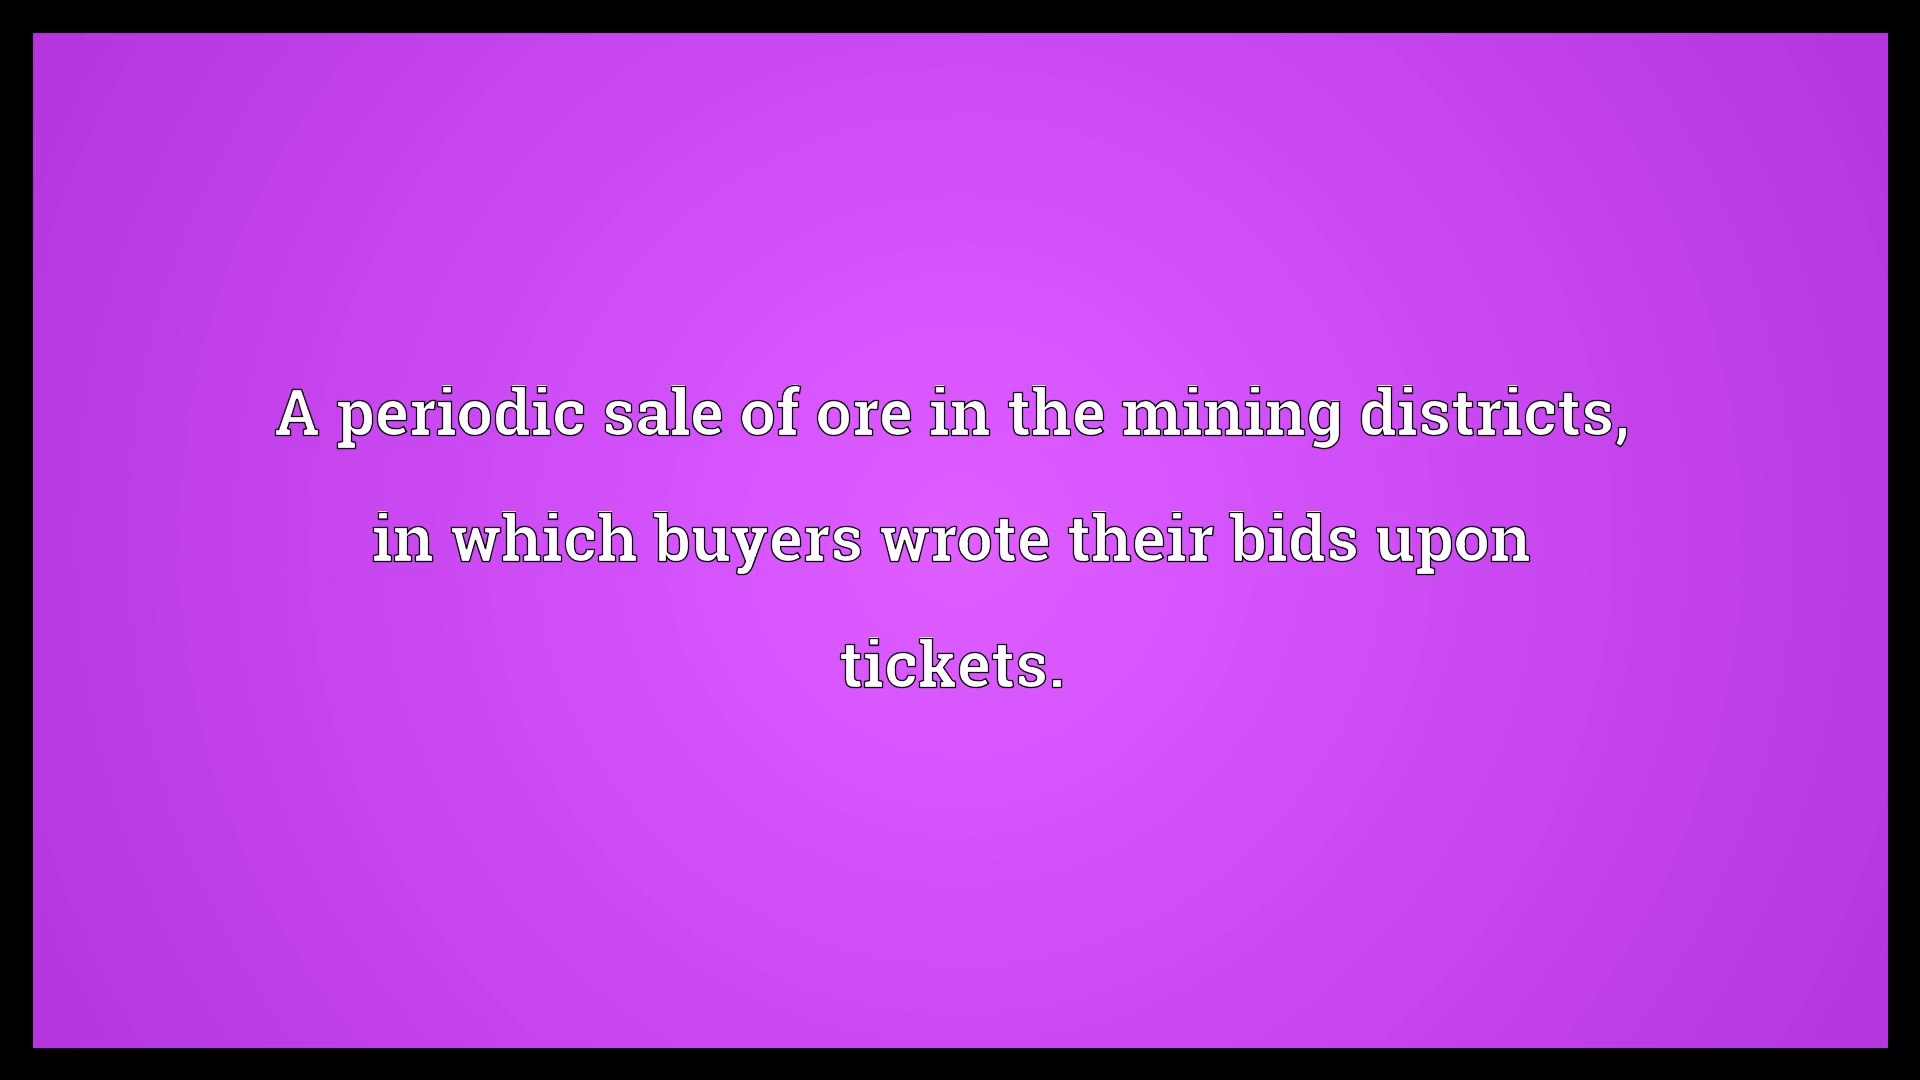 A periodic sale of ore in the mining districts,
in which buyers wrote their bids upon
tickets.